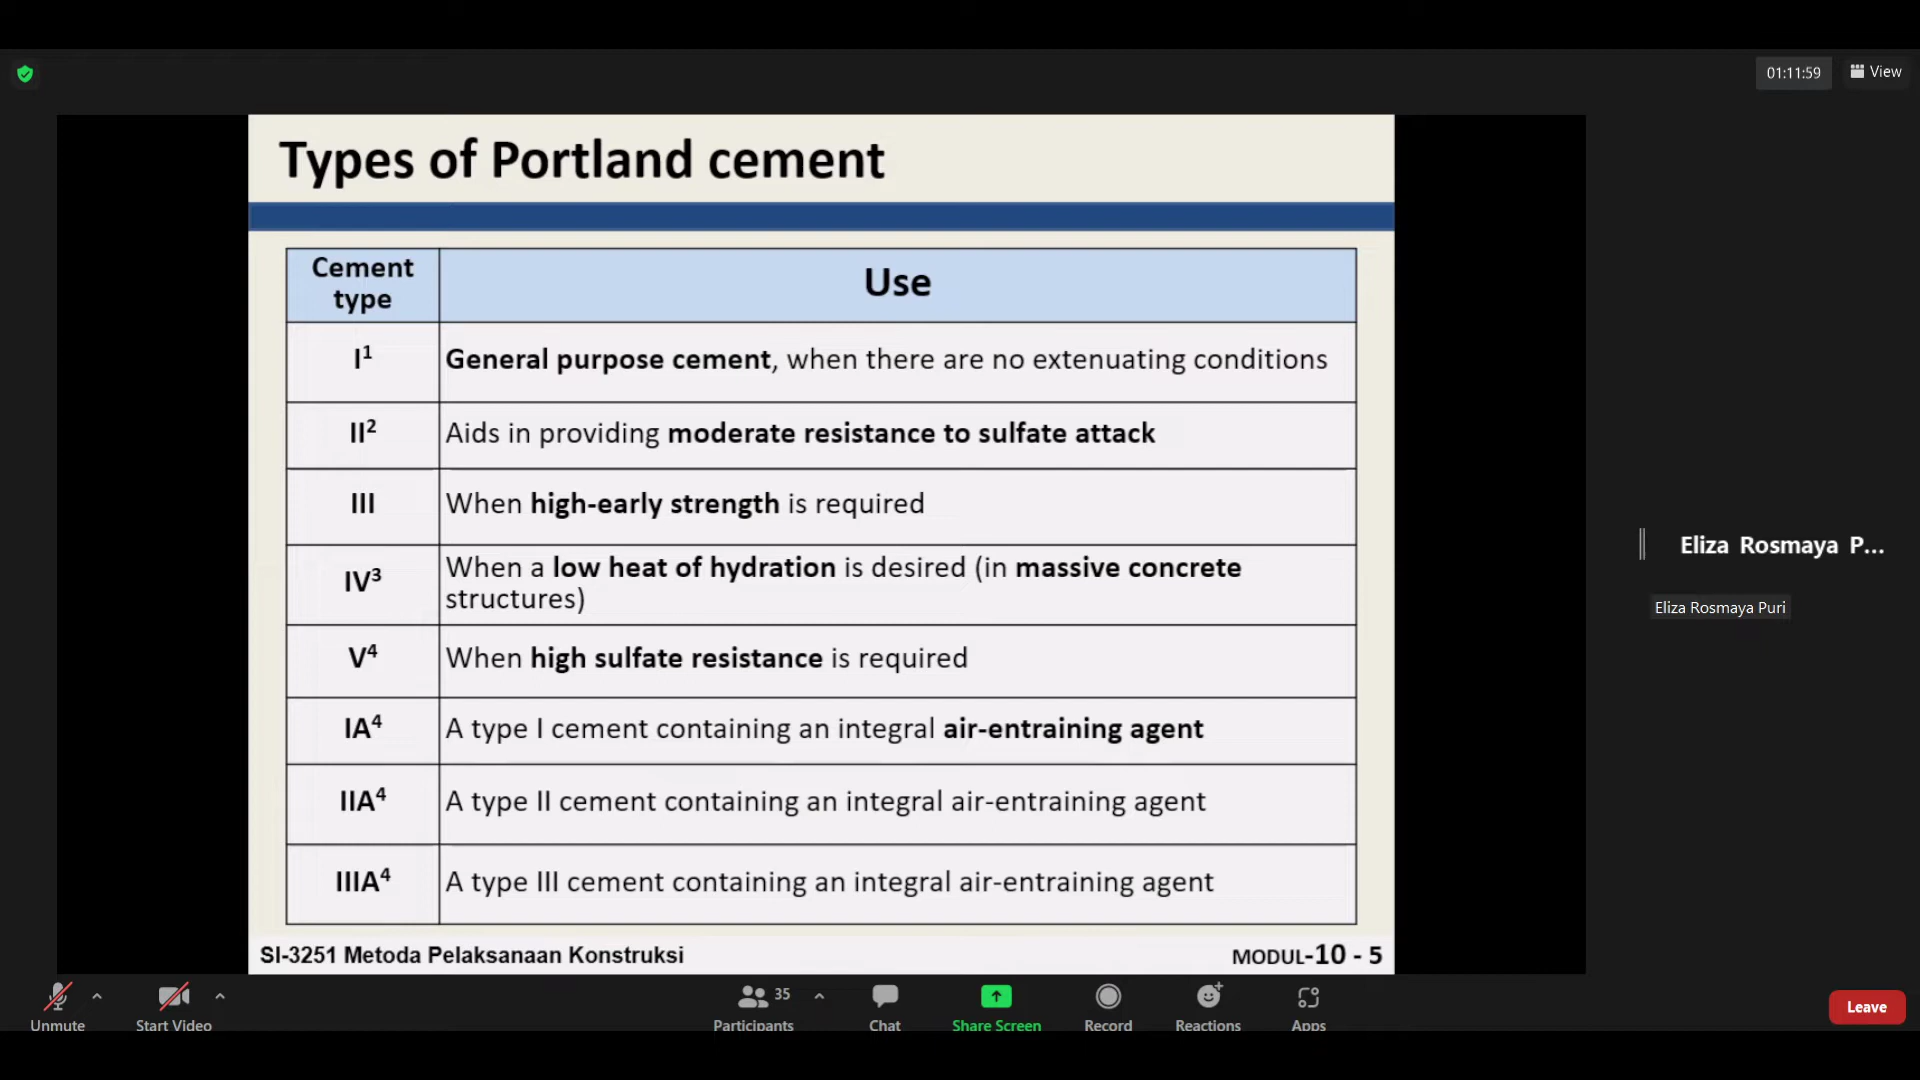 01:11:59
View
Types of Portland cement
Cement
type
Use
I¹
General purpose cement, when there are no extenuating conditions
II²
Aids in providing moderate resistance to sulfate attack
III
When high-early strength is required
IV³
When a low heat of hydration is desired (in massive concrete
structures)
V⁴
When high sulfate resistance is required
IA⁴
A type I cement containing an integral air-entraining agent
IIA⁴
A type II cement containing an integral air-entraining agent
IIIA⁴
A type III cement containing an integral air-entraining agent
SI-3251 Metoda Pelaksanaan Konstruksi
MODUL-10 - 5
Eliza Rosmaya P...
Eliza Rosmaya Puri
Unmute
Start Video
35
Participants
Chat
Share Screen
Record
Reactions
Apps
Leave